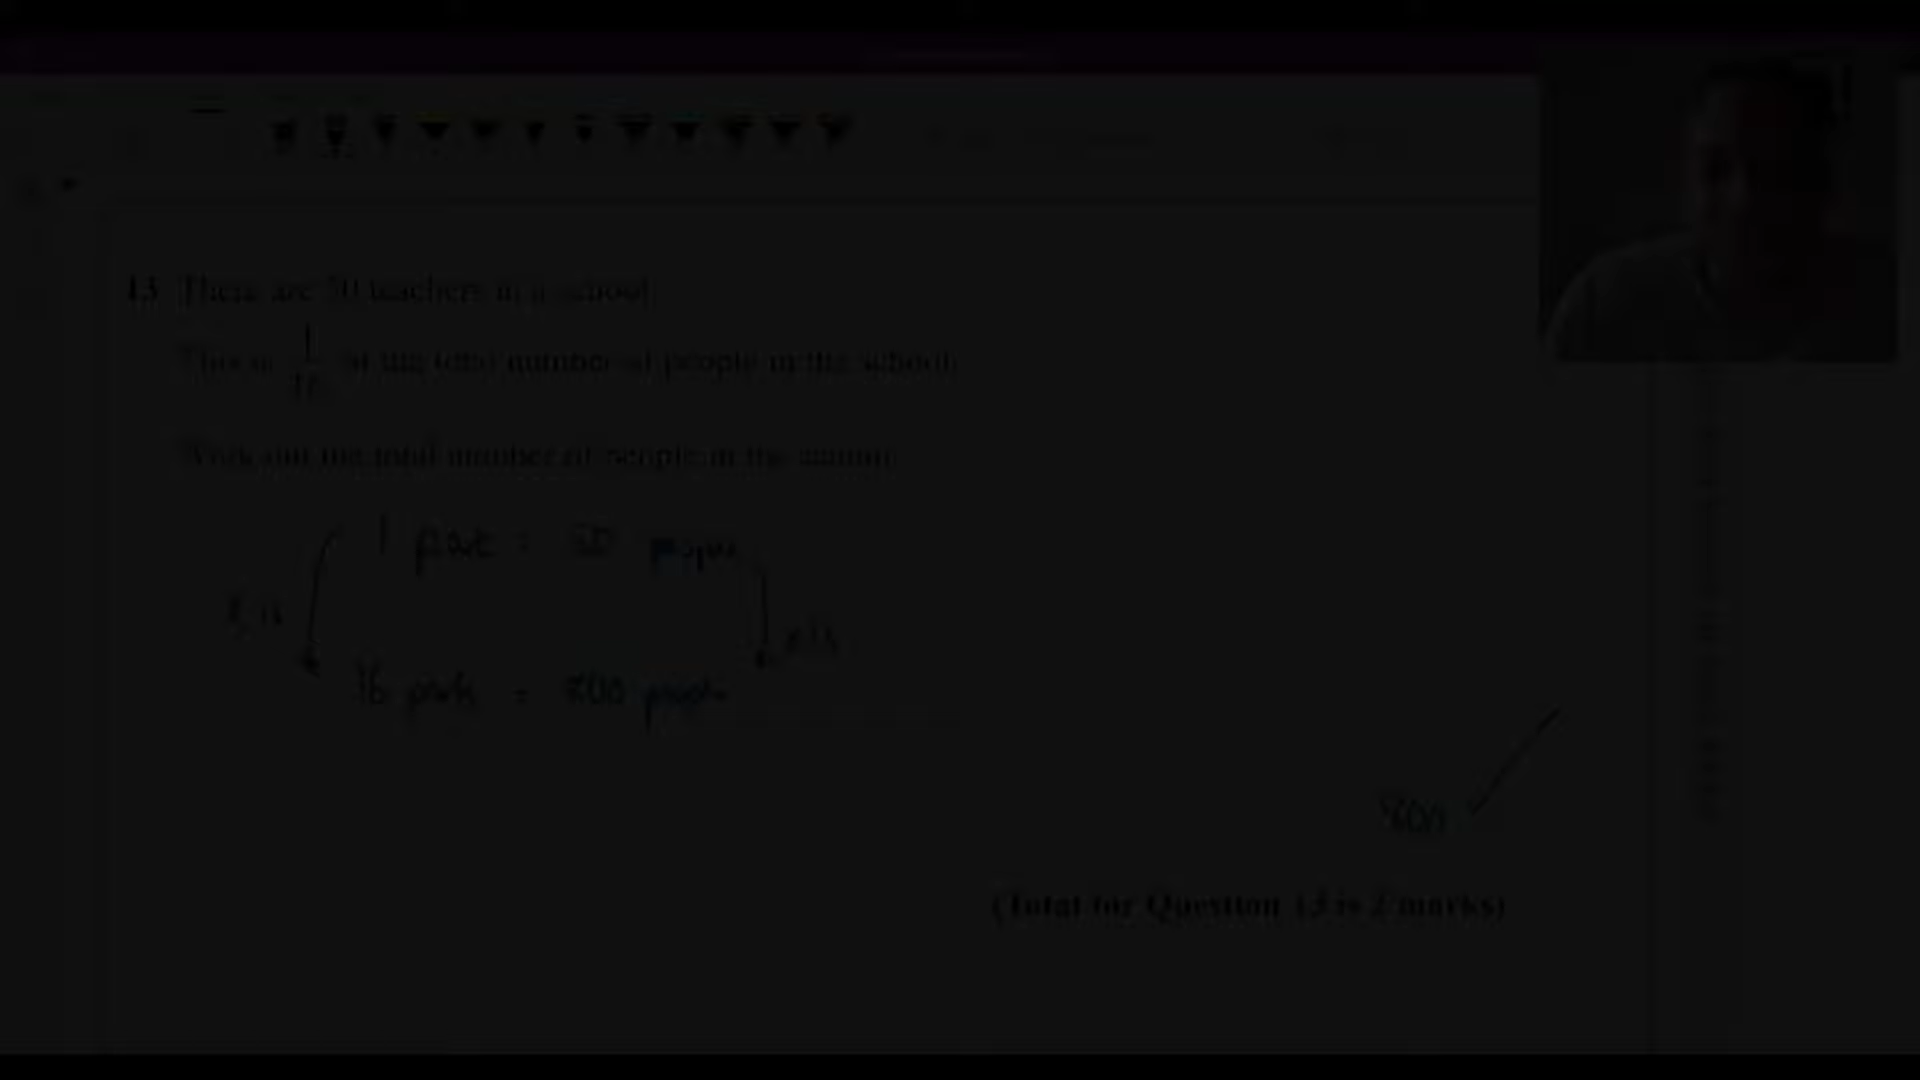 13 There are 50 teachers in a school.
This is 1/16 of the total number of people in the school.
Work out the total number of people in the school.
1 part = 50 people
x 16
x 16
16 parts = 800 people
800
(Total for Question 13 is 2 marks)